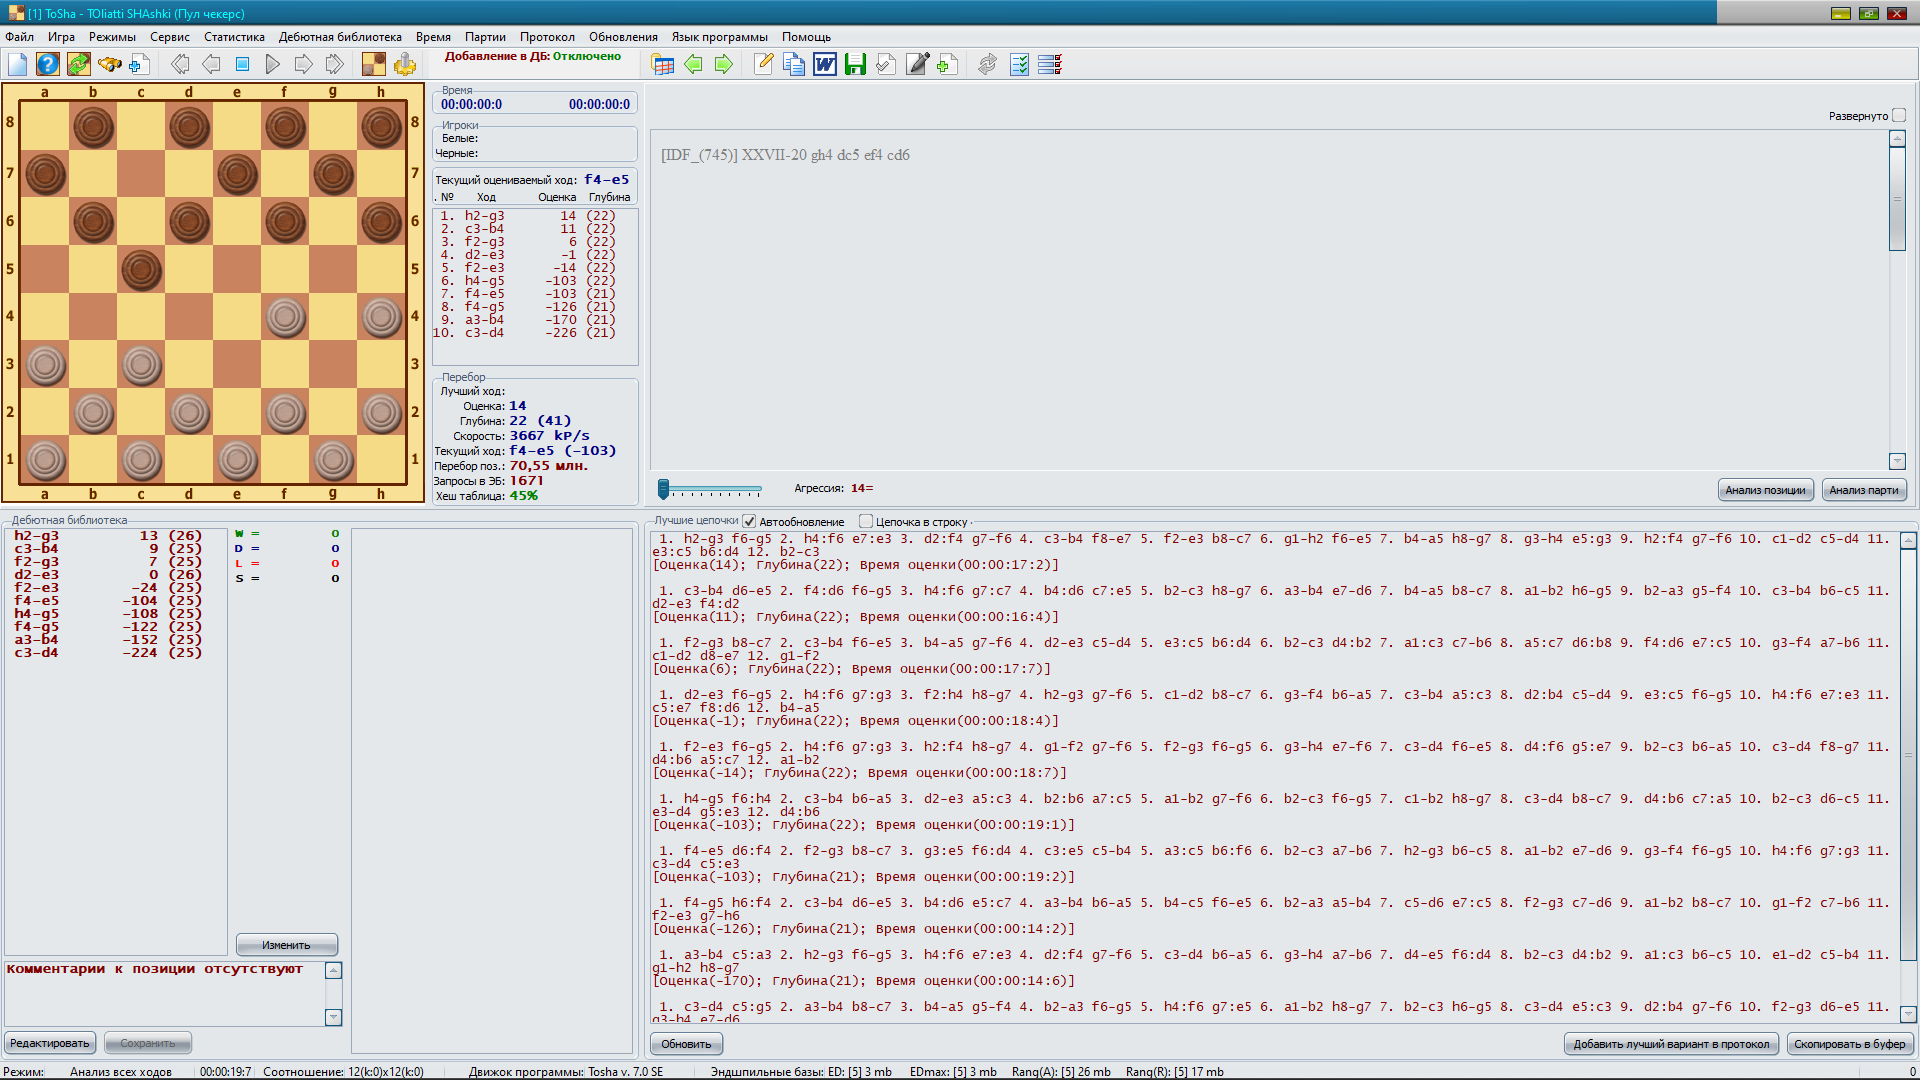 [1] ToSha - TOliatti SHAshki (Пул чекерс)
Файл Игра Режимы Сервис Статистика Дебютная библиотека Время Партии Протокол Обновления Язык программы Помощь
Добавление в ДБ: Отключено
a b c d e f g h
8 8
7 7
6 6
5 5
4 4
3 3
2 2
1 1
a b c d e f g h
Время
00:00:00:0 00:00:00:0
Игроки
Белые:
Черные:
Текущий оцениваемый ход: f4-e5
. № Ход Оценка Глубина
1. h2-g3 14 (22)
2. c3-b4 11 (22)
3. f2-g3 6 (22)
4. d2-e3 -1 (22)
5. f2-e3 -14 (22)
6. h4-g5 -103 (22)
7. f4-e5 -103 (21)
8. f4-g5 -126 (21)
9. a3-b4 -170 (21)
10. c3-d4 -226 (21)
Перебор
Лучший ход:
Оценка: 14
Глубина: 22 (41)
Скорость: 3667 kP/s
Текущий ход: f4-e5 (-103)
Перебор поз.: 70,55 млн.
Запросы в ЭБ: 1671
Хеш таблица: 45%
Развернуто
[IDF_(745)] XXVII-20 gh4 dc5 ef4 cd6
Агрессия: 14=
Анализ позиции Анализ парти
Дебютная библиотека
h2-g3 13 (26)
c3-b4 9 (25)
f2-g3 7 (25)
d2-e3 0 (26)
f2-e3 -24 (25)
f4-e5 -104 (25)
h4-g5 -108 (25)
f4-g5 -122 (25)
a3-b4 -152 (25)
c3-d4 -224 (25)
W = 0
D = 0
L = 0
S = 0
Изменить
Комментарии к позиции отсутствуют
Редактировать Сохранить
Лучшие цепочки Автообновление Цепочка в строку
1. h2-g3 f6-g5 2. h4:f6 e7:e3 3. d2:f4 g7-f6 4. c3-b4 f8-e7 5. f2-e3 b8-c7 6. g1-h2 f6-e5 7. b4-a5 h8-g7 8. g3-h4 e5:g3 9. h2:f4 g7-f6 10. c1-d2 c5-d4 11.
e3:c5 b6:d4 12. b2-c3
[Оценка(14); Глубина(22); Время оценки(00:00:17:2)]
1. c3-b4 d6-e5 2. f4:d6 f6-g5 3. h4:f6 g7:c7 4. b4:d6 c7:e5 5. b2-c3 h8-g7 6. a3-b4 e7-d6 7. b4-a5 b8-c7 8. a1-b2 h6-g5 9. b2-a3 g5-f4 10. c3-b4 b6-c5 11.
d2-e3 f4:d2
[Оценка(11); Глубина(22); Время оценки(00:00:16:4)]
1. f2-g3 b8-c7 2. c3-b4 f6-e5 3. b4-a5 g7-f6 4. d2-e3 c5-d4 5. e3:c5 b6:d4 6. b2-c3 d4:b2 7. a1:c3 c7-b6 8. a5:c7 d6:b8 9. f4:d6 e7:c5 10. g3-f4 a7-b6 11.
c1-d2 d8-e7 12. g1-f2
[Оценка(6); Глубина(22); Время оценки(00:00:17:7)]
1. d2-e3 f6-g5 2. h4:f6 g7:g3 3. f2:h4 h8-g7 4. h2-g3 g7-f6 5. c1-d2 b8-c7 6. g3-f4 b6-a5 7. c3-b4 a5:c3 8. d2:b4 c5-d4 9. e3:c5 f6-g5 10. h4:f6 e7:e3 11.
c5:e7 f8:d6 12. b4-a5
[Оценка(-1); Глубина(22); Время оценки(00:00:18:4)]
1. f2-e3 f6-g5 2. h4:f6 g7:g3 3. h2:f4 h8-g7 4. g1-f2 g7-f6 5. f2-g3 f6-g5 6. g3-h4 e7-f6 7. c3-d4 f6-e5 8. d4:f6 g5:e7 9. b2-c3 b6-a5 10. c3-d4 f8-g7 11.
d4:b6 a5:c7 12. a1-b2
[Оценка(-14); Глубина(22); Время оценки(00:00:18:7)]
1. h4-g5 f6:h4 2. c3-b4 b6-a5 3. d2-e3 a5:c3 4. b2:b6 a7:c5 5. a1-b2 g7-f6 6. b2-c3 f6-g5 7. c1-b2 h8-g7 8. c3-d4 b8-c7 9. d4:b6 c7:a5 10. b2-c3 d6-c5 11.
e3-d4 g5:e3 12. d4:b6
[Оценка(-103); Глубина(22); Время оценки(00:00:19:1)]
1. f4-e5 d6:f4 2. f2-g3 b8-c7 3. g3:e5 f6:d4 4. c3:e5 c5-b4 5. a3:c5 b6:f6 6. b2-c3 a7-b6 7. h2-g3 b6-c5 8. a1-b2 e7-d6 9. g3-f4 f6-g5 10. h4:f6 g7:g3 11.
c3-d4 c5:e3
[Оценка(-103); Глубина(21); Время оценки(00:00:19:2)]
1. f4-g5 h6:f4 2. c3-b4 d6-e5 3. b4:d6 e5:c7 4. a3-b4 b6-a5 5. b4-c5 f6-e5 6. b2-a3 a5-b4 7. c5-d6 e7:c5 8. f2-g3 c5-d6 9. a1-b2 b8-c7 10. g1-f2 c7-b6 11.
f2-e3 g7-h6
[Оценка(-126); Глубина(21); Время оценки(00:00:14:2)]
1. a3-b4 c5:a3 2. h2-g3 f6-g5 3. h4:f6 e7:e3 4. d2:f4 g7-f6 5. c3-d4 b6-a5 6. g3-h4 a7-b6 7. d4-e5 f6:d4 8. b2-c3 d4:b2 9. a1:c3 b6-c5 10. e1-d2 c5-b4 11.
g1-h2 h8-g7
[Оценка(-170); Глубина(21); Время оценки(00:00:14:6)]
1. c3-d4 c5:g5 2. a3-b4 b8-c7 3. b4-a5 g5-f4 4. b2-a3 f6-g5 5. h4:f6 g7:e5 6. a1-b2 h8-g7 7. b2-c3 h6-g5 8. c3-d4 e5:c3 9. d2:b4 g7-f6 10. f2-g3 d6-e5 11.
g3-h4 e7-d6
Обновить Добавить лучший вариант в протокол Скопировать в буфер
Режим: Анализ всех ходов 00:00:19:7 Соотношение: 12(k:0)x12(k:0) Движок программы: Tosha v. 7.0 SE Эндшпильные базы: ED: [5] 3 mb EDmax: [5] 3 mb Rang(A): [5] 26 mb Rang(R): [5] 17 mb 0